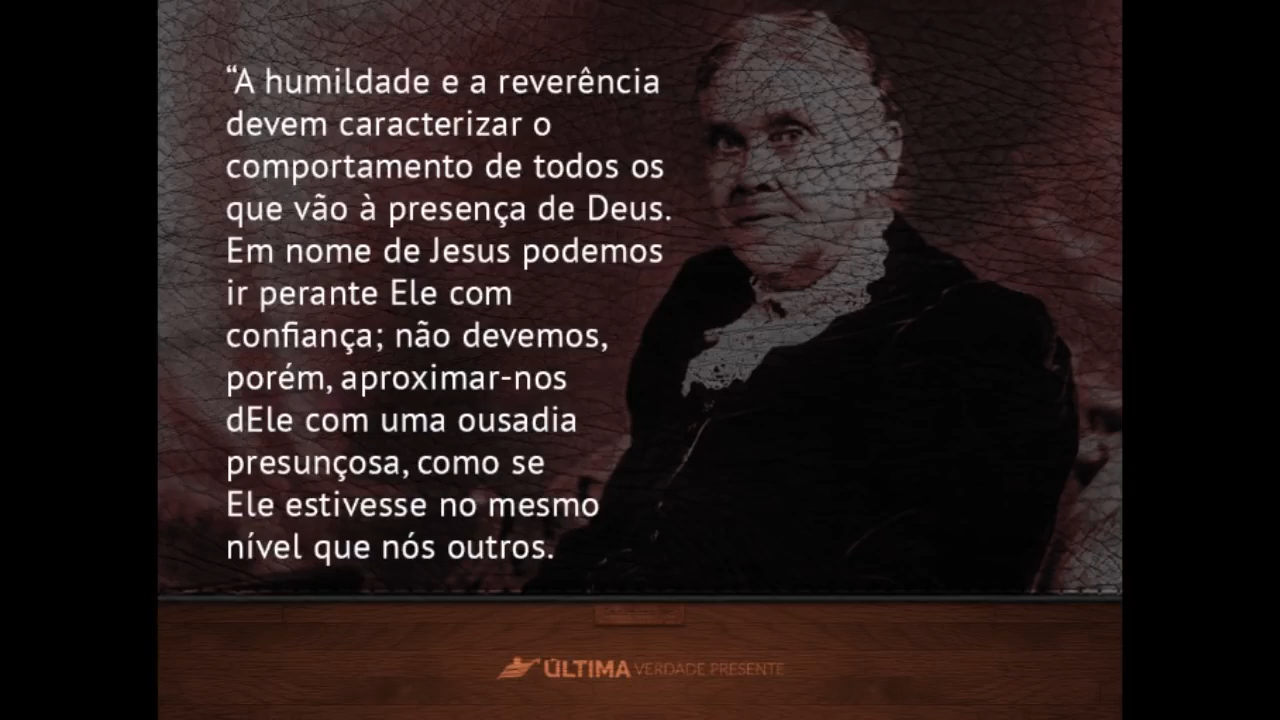 “A humildade e a reverência
devem caracterizar o
comportamento de todos os
que vão à presença de Deus.
Em nome de Jesus podemos
ir perante Ele com
confiança; não devemos,
porém, aproximar-nos
dEle com uma ousadia
presunçosa, como se
Ele estivesse no mesmo
nível que nós outros.
ÚLTIMA VERDADE PRESENTE